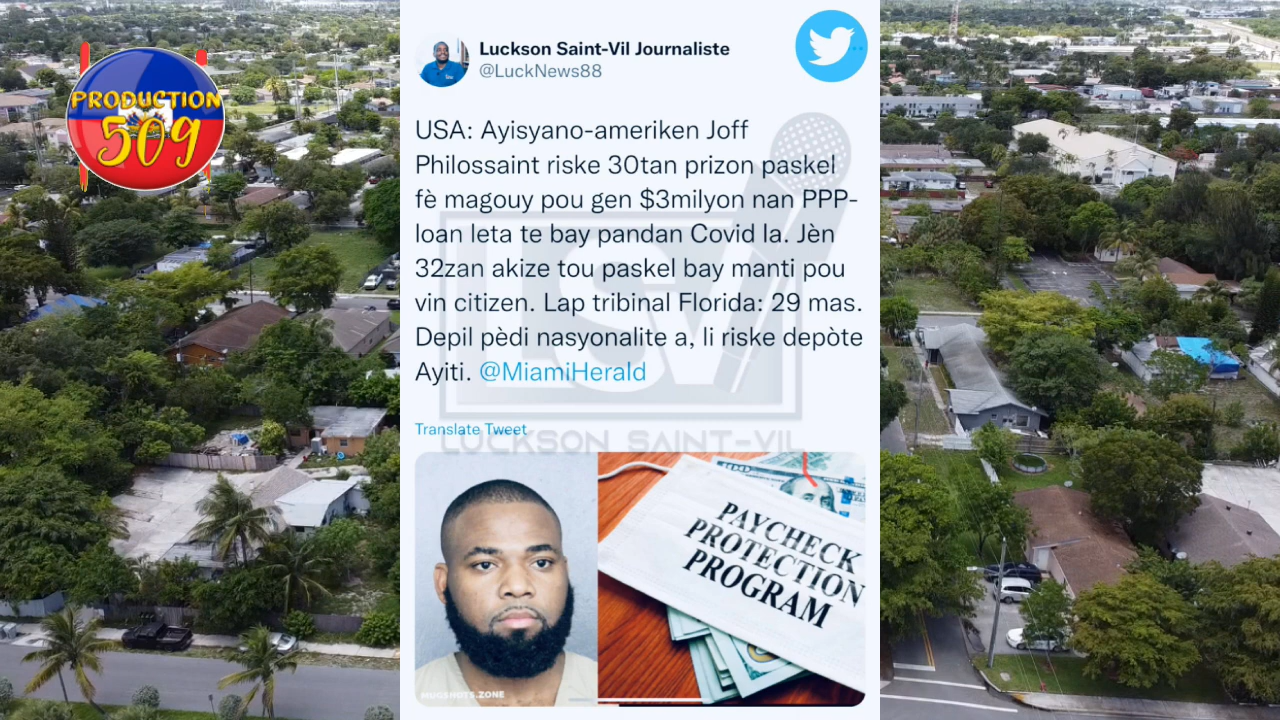 PRODUCTION
509
Luckson Saint-Vil Journaliste
@LuckNews88
USA: Ayisyano-ameriken Joff
Philossaint riske 30tan prizon paskel
fè magouy pou gen $3milyon nan PPP-
loan leta te bay pandan Covid la. Jèn
32zan akize tou paskel bay manti pou
vin citizen. Lap tribinal Florida: 29 mas.
Depil pèdi nasyonalite a, li riske depòte
Ayiti. @MiamiHerald
LSV
Translate Tweet
LUCKSON SAINT-VIL
PAYCHECK
PROTECTION
PROGRAM
MUGSHOTS.ZONE